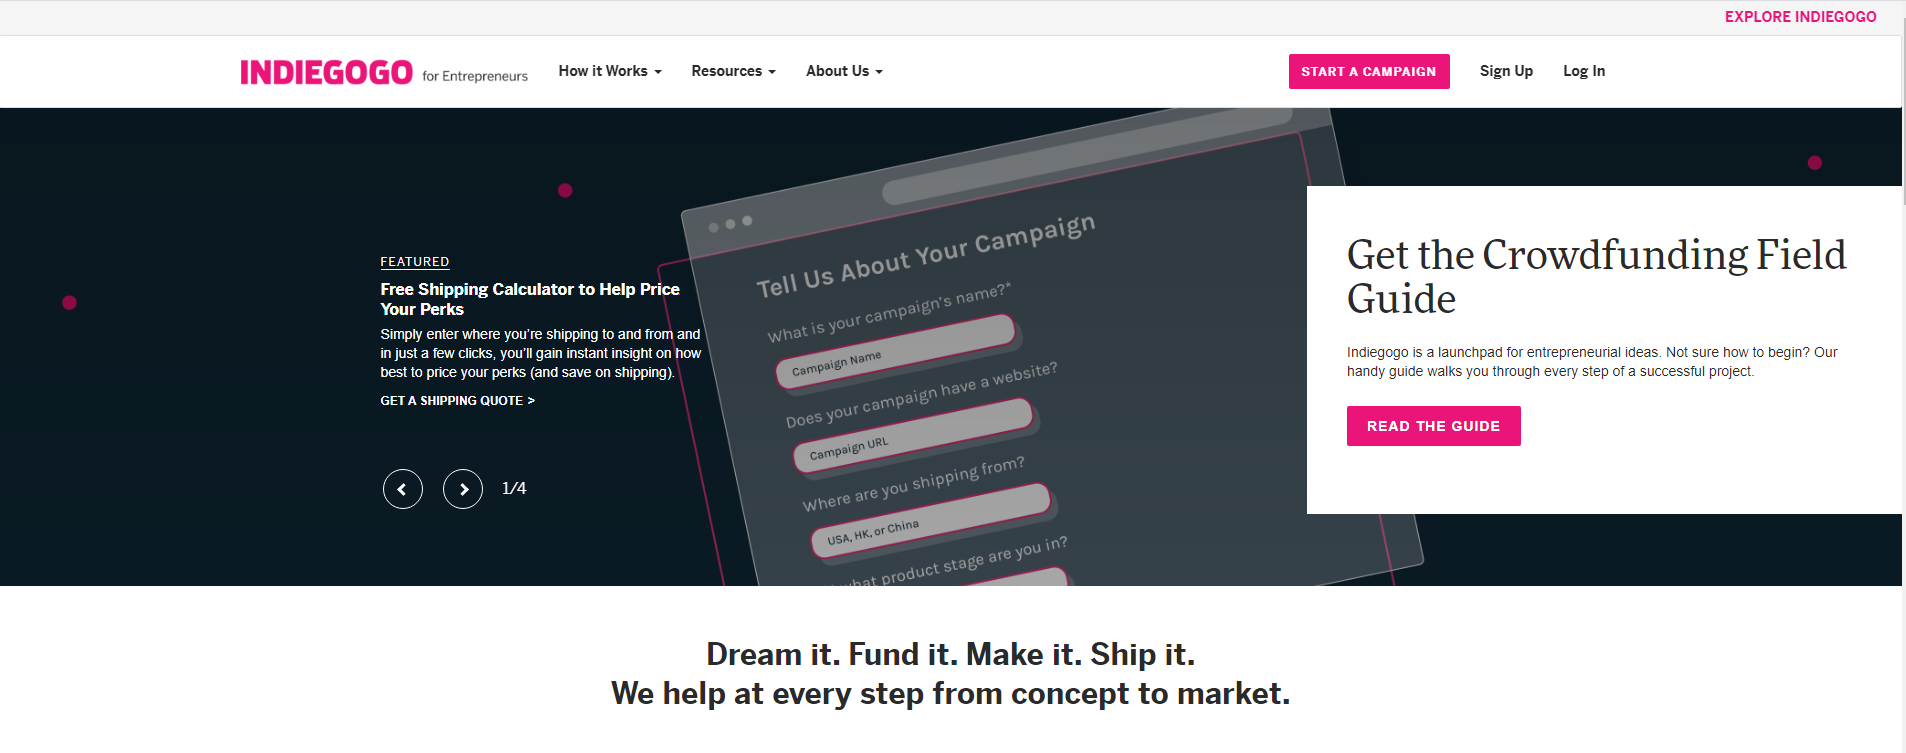 EXPLORE INDIEGOGO
INDIEGOGO for Entrepreneurs
How it Works
Resources
About Us
START A CAMPAIGN
Sign Up
Log In
FEATURED
Free Shipping Calculator to Help Price
Your Perks
Simply enter where you’re shipping to and from and
in just a few clicks, you’ll gain instant insight on how
best to price your perks (and save on shipping).
GET A SHIPPING QUOTE >
1/4
Tell Us About Your Campaign
What is your campaign’s name?*
Campaign Name
Does your campaign have a website?
Campaign URL
Where are you shipping from?
USA, HK, or China
what product stage are you in?
Get the Crowdfunding Field
Guide
Indiegogo is a launchpad for entrepreneurial ideas. Not sure how to begin? Our
handy guide walks you through every step of a successful project.
READ THE GUIDE
Dream it. Fund it. Make it. Ship it.
We help at every step from concept to market.